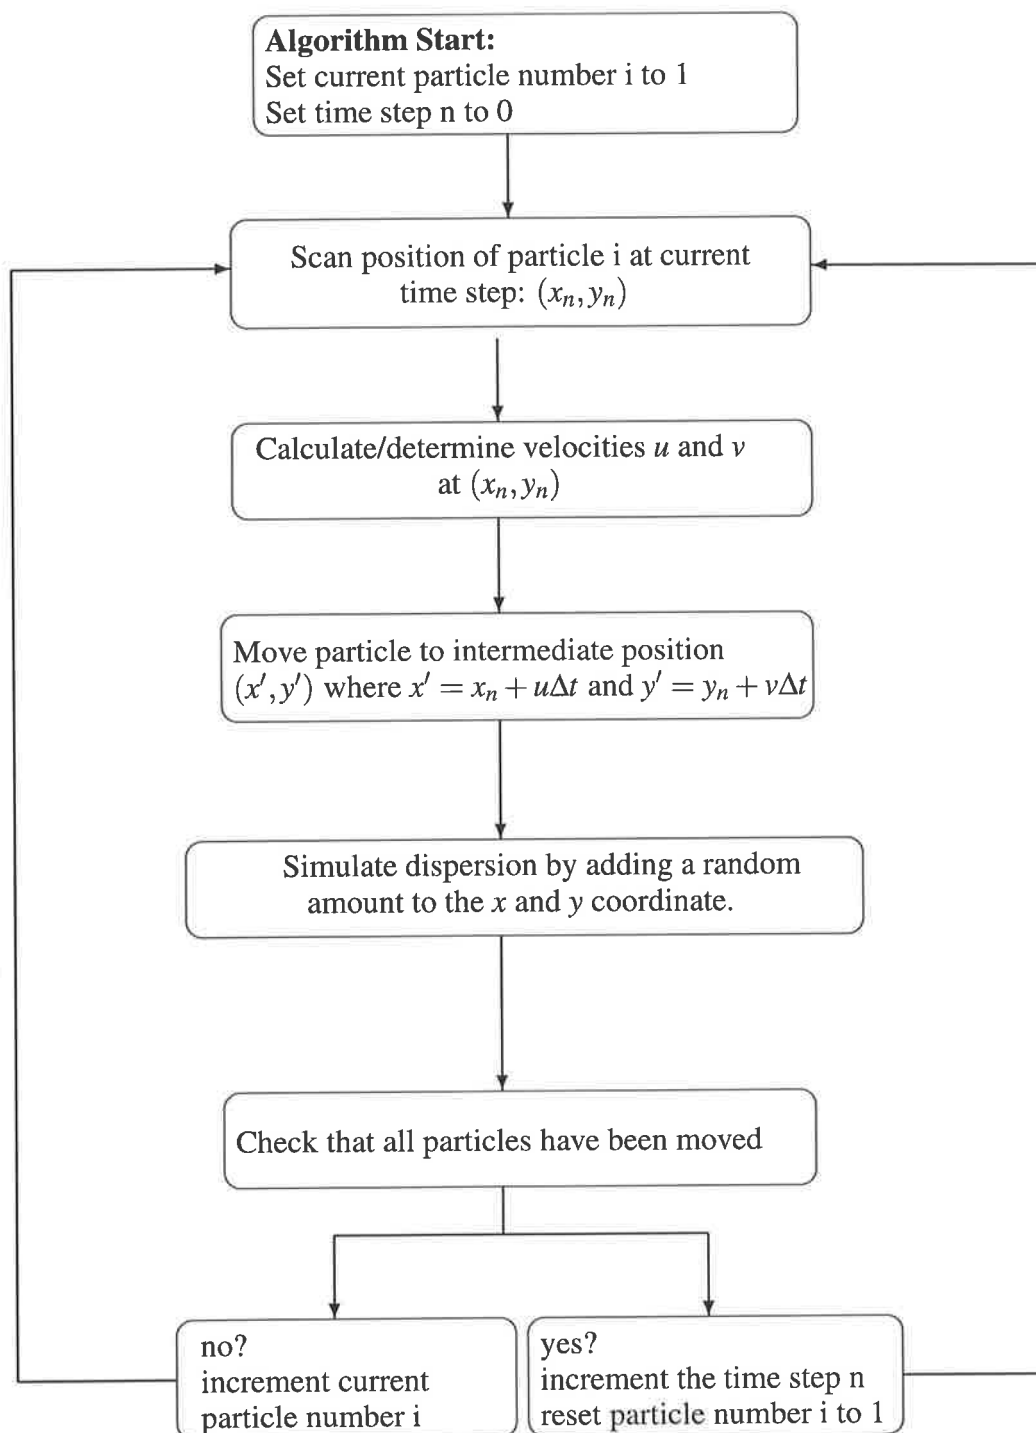 Algorithm Start:
Set current particle number i to 1
Set time step n to 0
Scan position of particle i at current
time step: (xₙ,yₙ)
Calculate/determine velocities u and v
at (xₙ,yₙ)
Move particle to intermediate position
(x′,y′) where x′ = xₙ + uΔt and y′ = yₙ + vΔt
Simulate dispersion by adding a random
amount to the x and y coordinate.
Check that all particles have been moved
no?
increment current
particle number i
yes?
increment the time step n
reset particle number i to 1